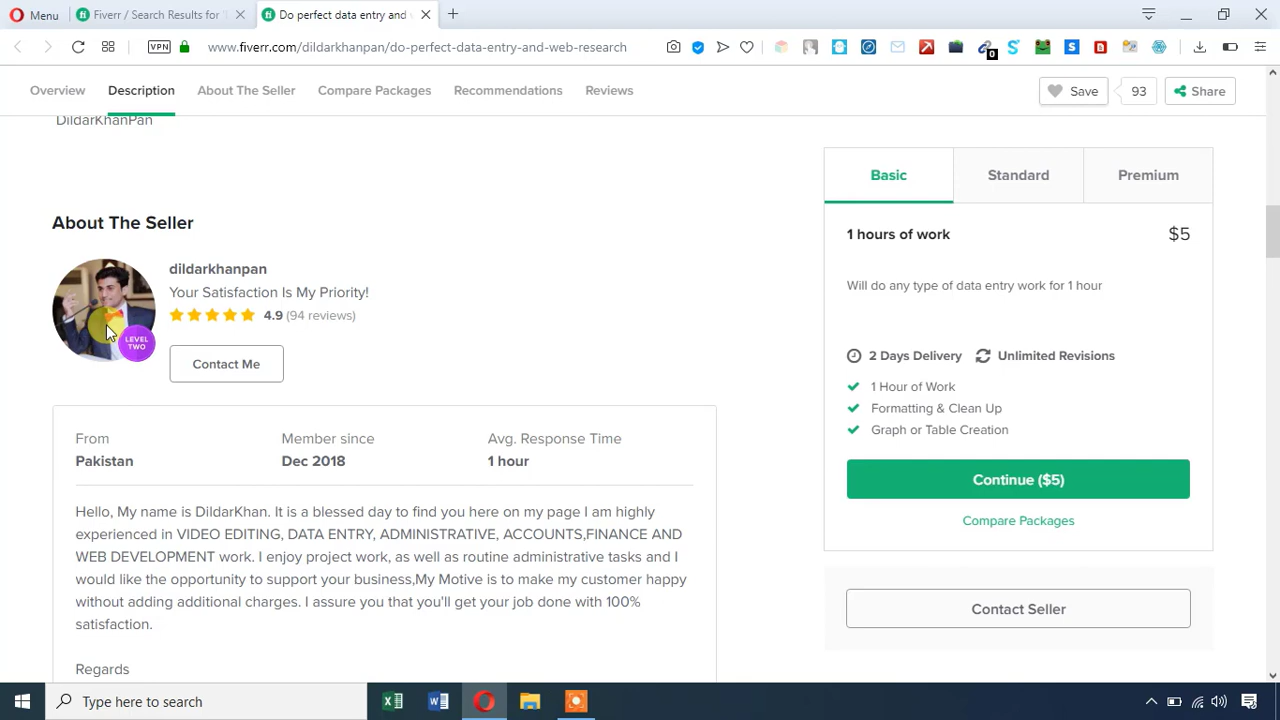 Menu
Fiverr / Search Results for '
Do perfect data entry and
VPN
www.fiverr.com/dildarkhanpan/do-perfect-data-entry-and-web-research
0
Overview
Description
About The Seller
Compare Packages
Recommendations
Reviews
Save
93
Share
DildarKhanPan
About The Seller
LEVEL
TWO
dildarkhanpan
Your Satisfaction Is My Priority!
4.9 (94 reviews)
Contact Me
From
Pakistan
Member since
Dec 2018
Avg. Response Time
1 hour
Hello, My name is DildarKhan. It is a blessed day to find you here on my page I am highly
experienced in VIDEO EDITING, DATA ENTRY, ADMINISTRATIVE, ACCOUNTS,FINANCE AND
WEB DEVELOPMENT work. I enjoy project work, as well as routine administrative tasks and I
would like the opportunity to support your business,My Motive is to make my customer happy
without adding additional charges. I assure you that you'll get your job done with 100%
satisfaction.
Regards
Basic
Standard
Premium
1 hours of work
$5
Will do any type of data entry work for 1 hour
2 Days Delivery
Unlimited Revisions
1 Hour of Work
Formatting & Clean Up
Graph or Table Creation
Continue ($5)
Compare Packages
Contact Seller
Type here to search